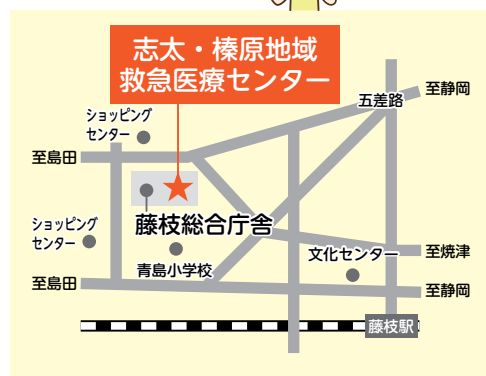 志太・榛原地域
救急医療センター
至静岡
五差路
ショッピング
センター
至島田
藤枝総合庁舎
ショッピング
センター
文化センター
至焼津
青島小学校
至島田
至静岡
藤枝駅